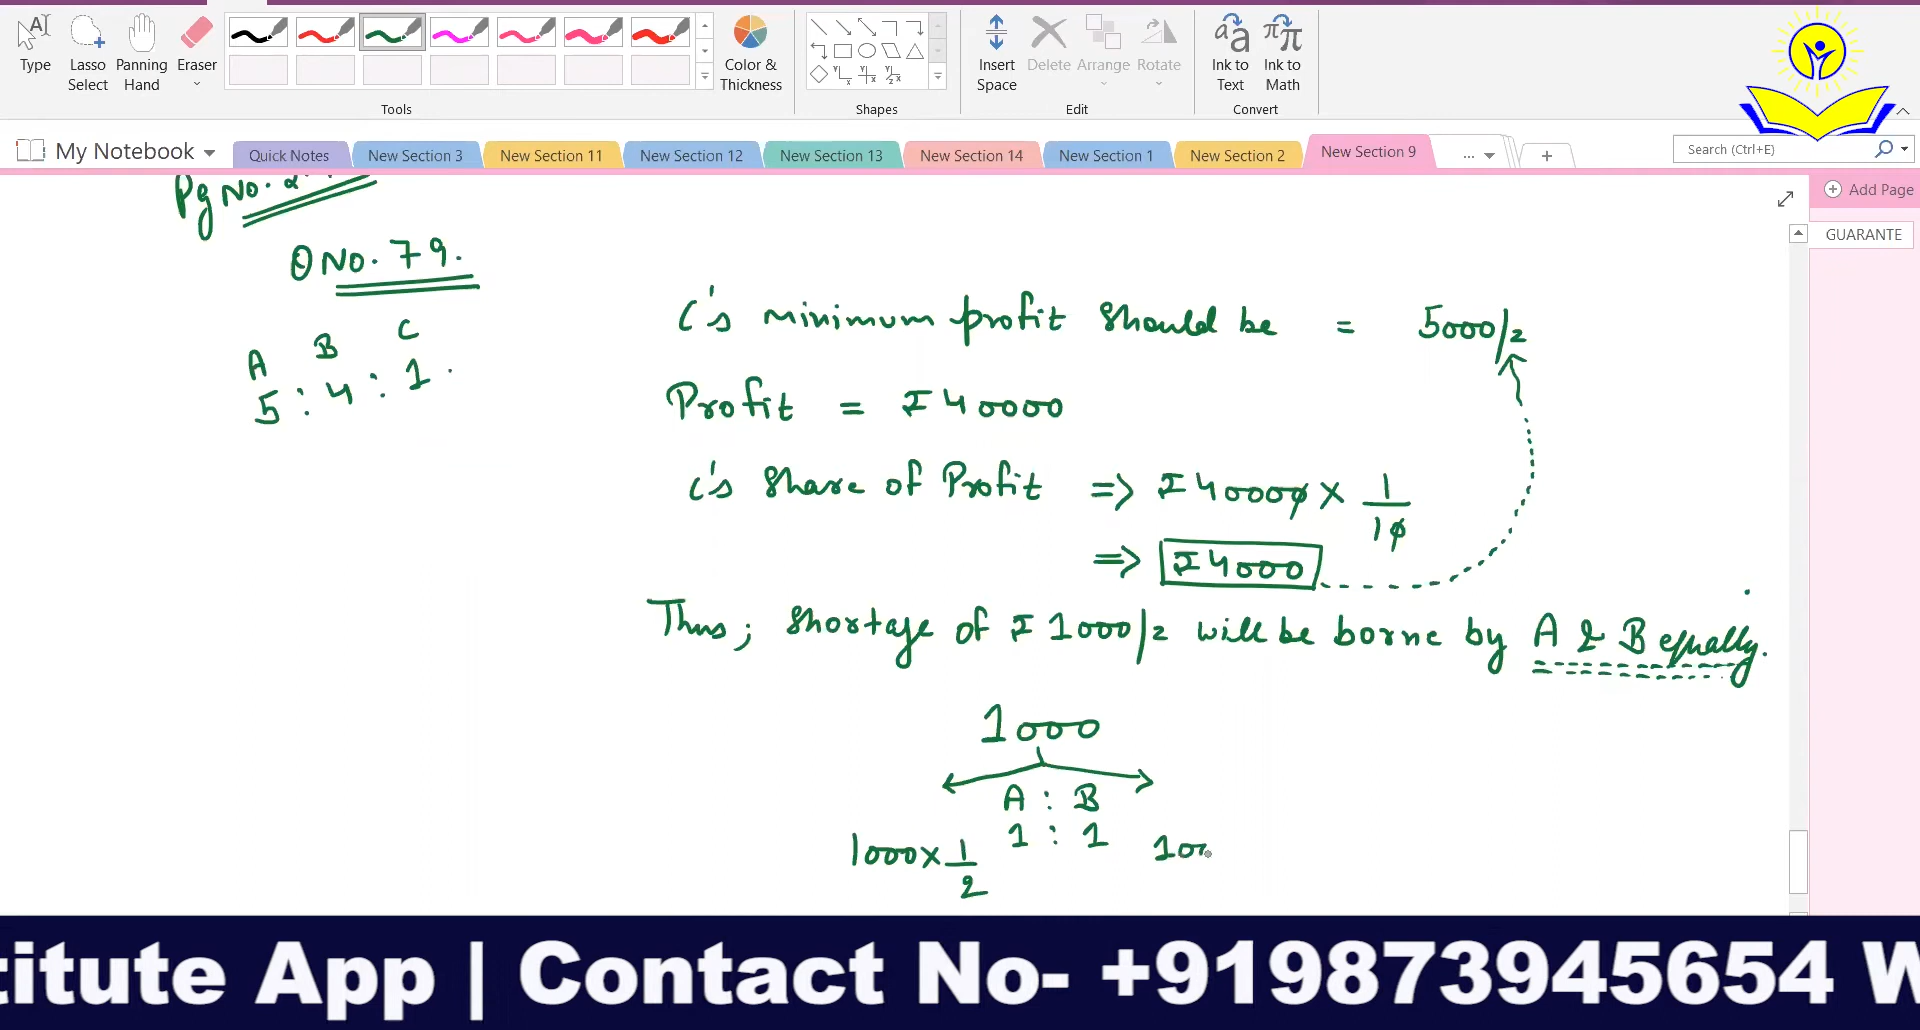 Type
Lasso Select
Panning Hand
Eraser
Color & Thickness
Insert Space
Delete
Arrange
Rotate
Ink to Text
Ink to Math
Tools
Shapes
Edit
Convert
My Notebook
Quick Notes
New Section 3
New Section 11
New Section 12
New Section 13
New Section 14
New Section 1
New Section 2
New Section 9
...
Search (Ctrl+E)
Add Page
GUARANTE
Pg No.
Q No. 79.
A B C
5 : 4 : 1
C's minimum profit should be = 5000/2
Profit = ₹40000
C's Share of Profit => ₹40000 × 1/10
=> ₹4000
Thus; Shortage of ₹1000/2 will be borne by A & B equally.
1000
A : B
1 : 1
1000 × 1/2
100
titute App | Contact No- +919873945654 W